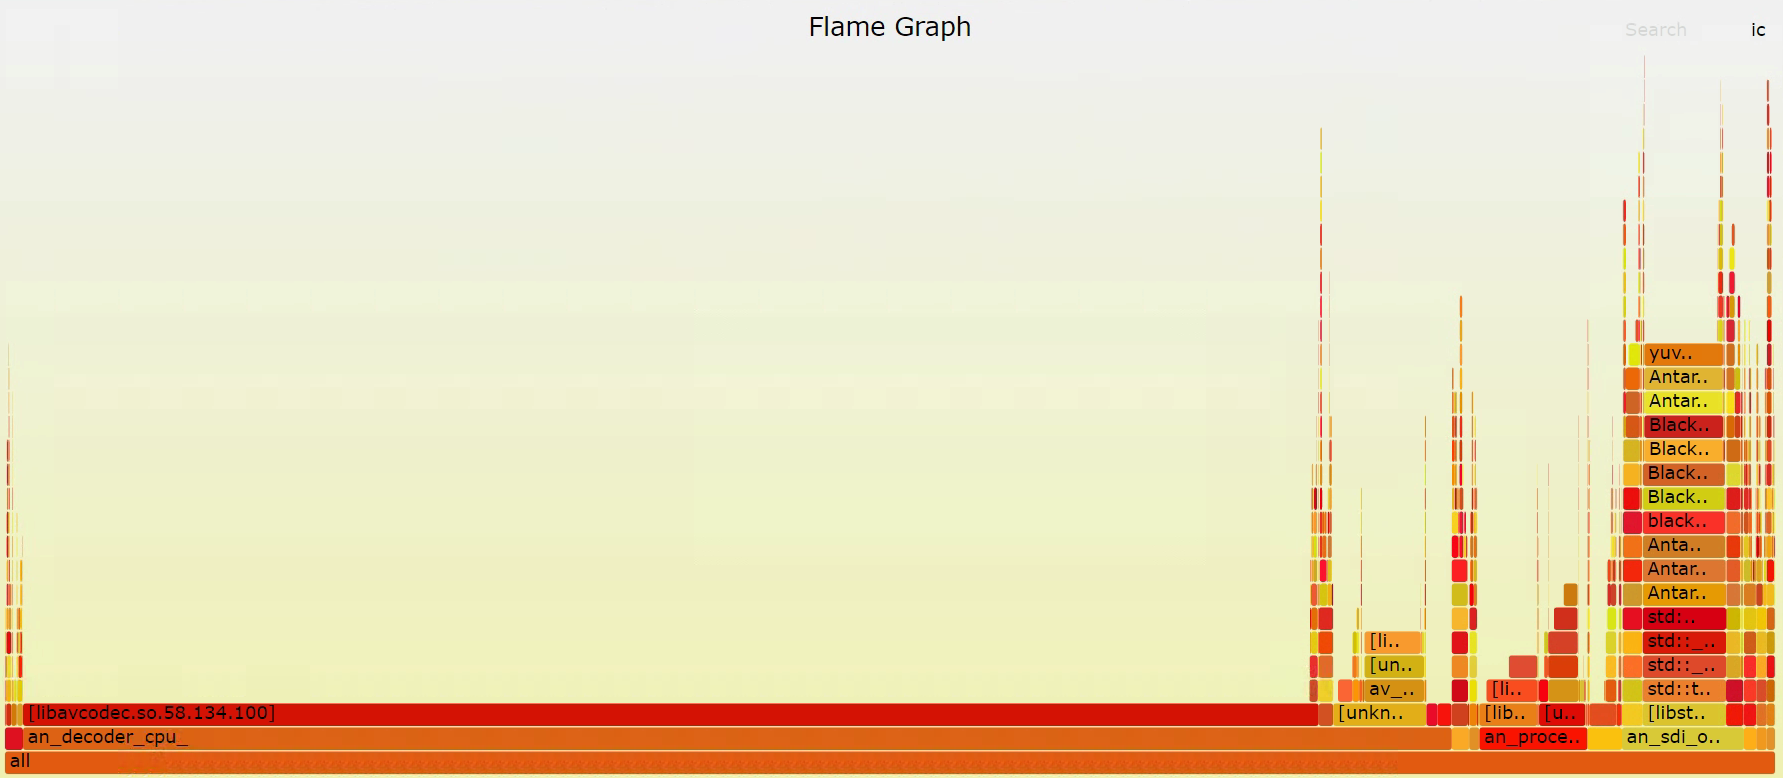 Flame Graph
Search ic
yuv..
Antar..
Antar..
Black..
Black..
Black..
Black..
black..
Anta..
Antar..
Antar..
std:..
[li.. std::_..
[un.. std::_..
av_.. [li.. std::t..
[libavcodec.so.58.134.100] [unkn.. [lib.. [u.. [libst..
an_decoder_cpu_ an_proce.. an_sdi_o..
all